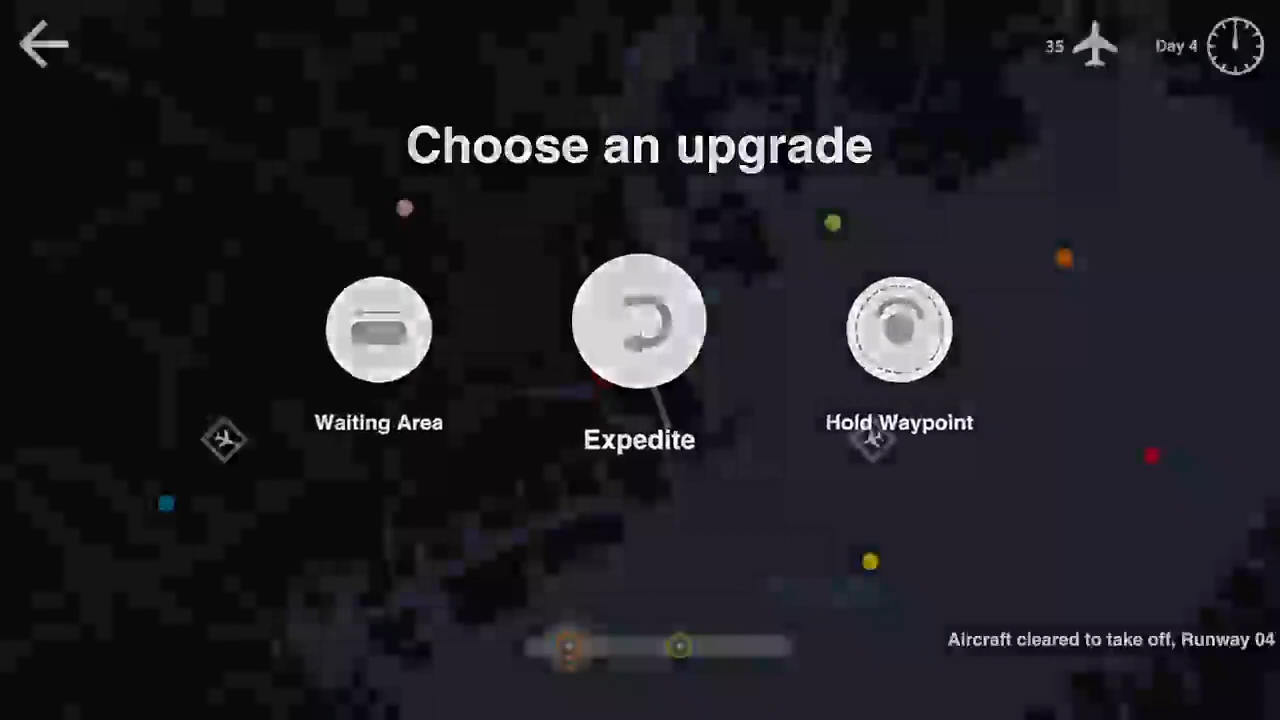 35
Day 4
Choose an upgrade
Waiting Area
Expedite
Hold Waypoint
Aircraft cleared to take off, Runway 04